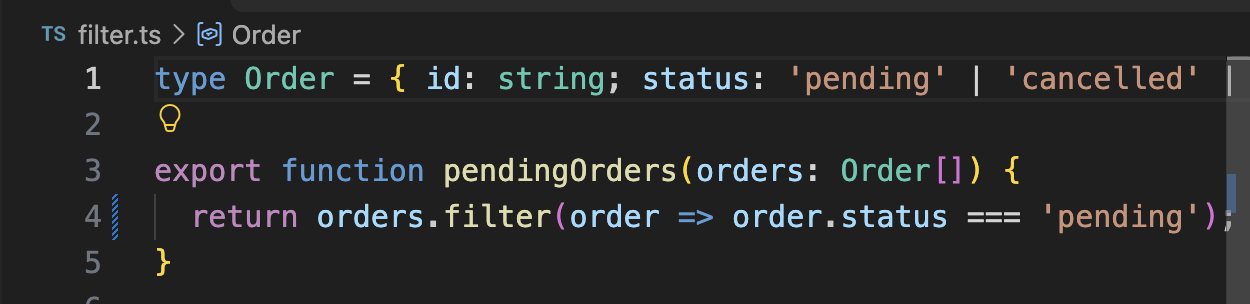 TS filter.ts > Order
1 type Order = { id: string; status: 'pending' | 'cancelled' |
2
3 export function pendingOrders(orders: Order[]) {
4 return orders.filter(order => order.status === 'pending');
5 }